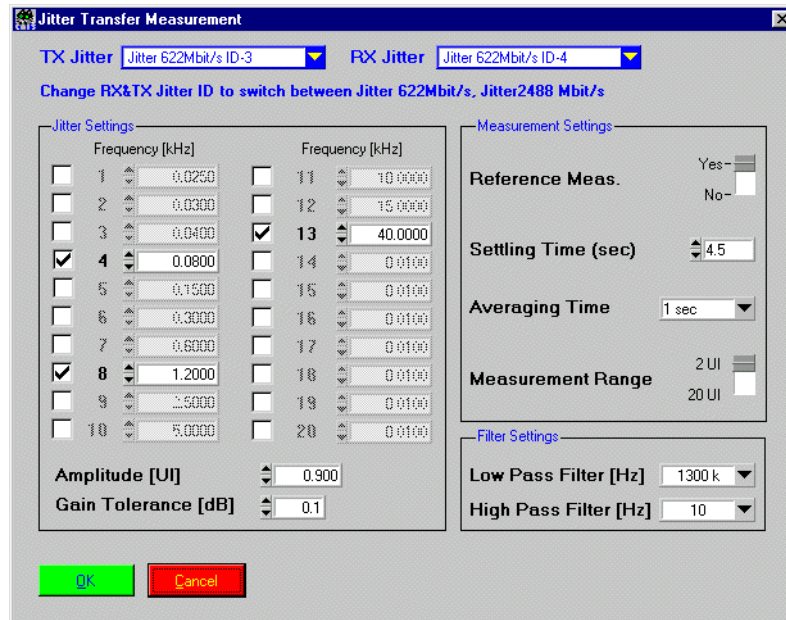 Jitter Transfer Measurement
TX Jitter Jitter 622Mbit/s ID-3 RX Jitter Jitter 622Mbit/s ID-4
Change RX&TX Jitter ID to switch between Jitter 622Mbit/s, Jitter2488 Mbit/s
Jitter Settings
Frequency [kHz] Frequency [kHz]
1 0.0250 11 10.0000
2 0.0300 12 15.0000
3 0.0400 13 40.0000
4 0.0800 14 0.0100
5 0.1500 15 0.0100
6 0.3000 16 0.0100
7 0.6000 17 0.0100
8 1.2000 18 0.0100
9 2.5000 19 0.0100
10 5.0000 20 0.0100
Amplitude [UI] 0.900
Gain Tolerance [dB] 0.1
Measurement Settings
Reference Meas. Yes No
Settling Time (sec) 4.5
Averaging Time 1 sec
Measurement Range 2 UI 20 UI
Filter Settings
Low Pass Filter [Hz] 1300 k
High Pass Filter [Hz] 10
OK Cancel